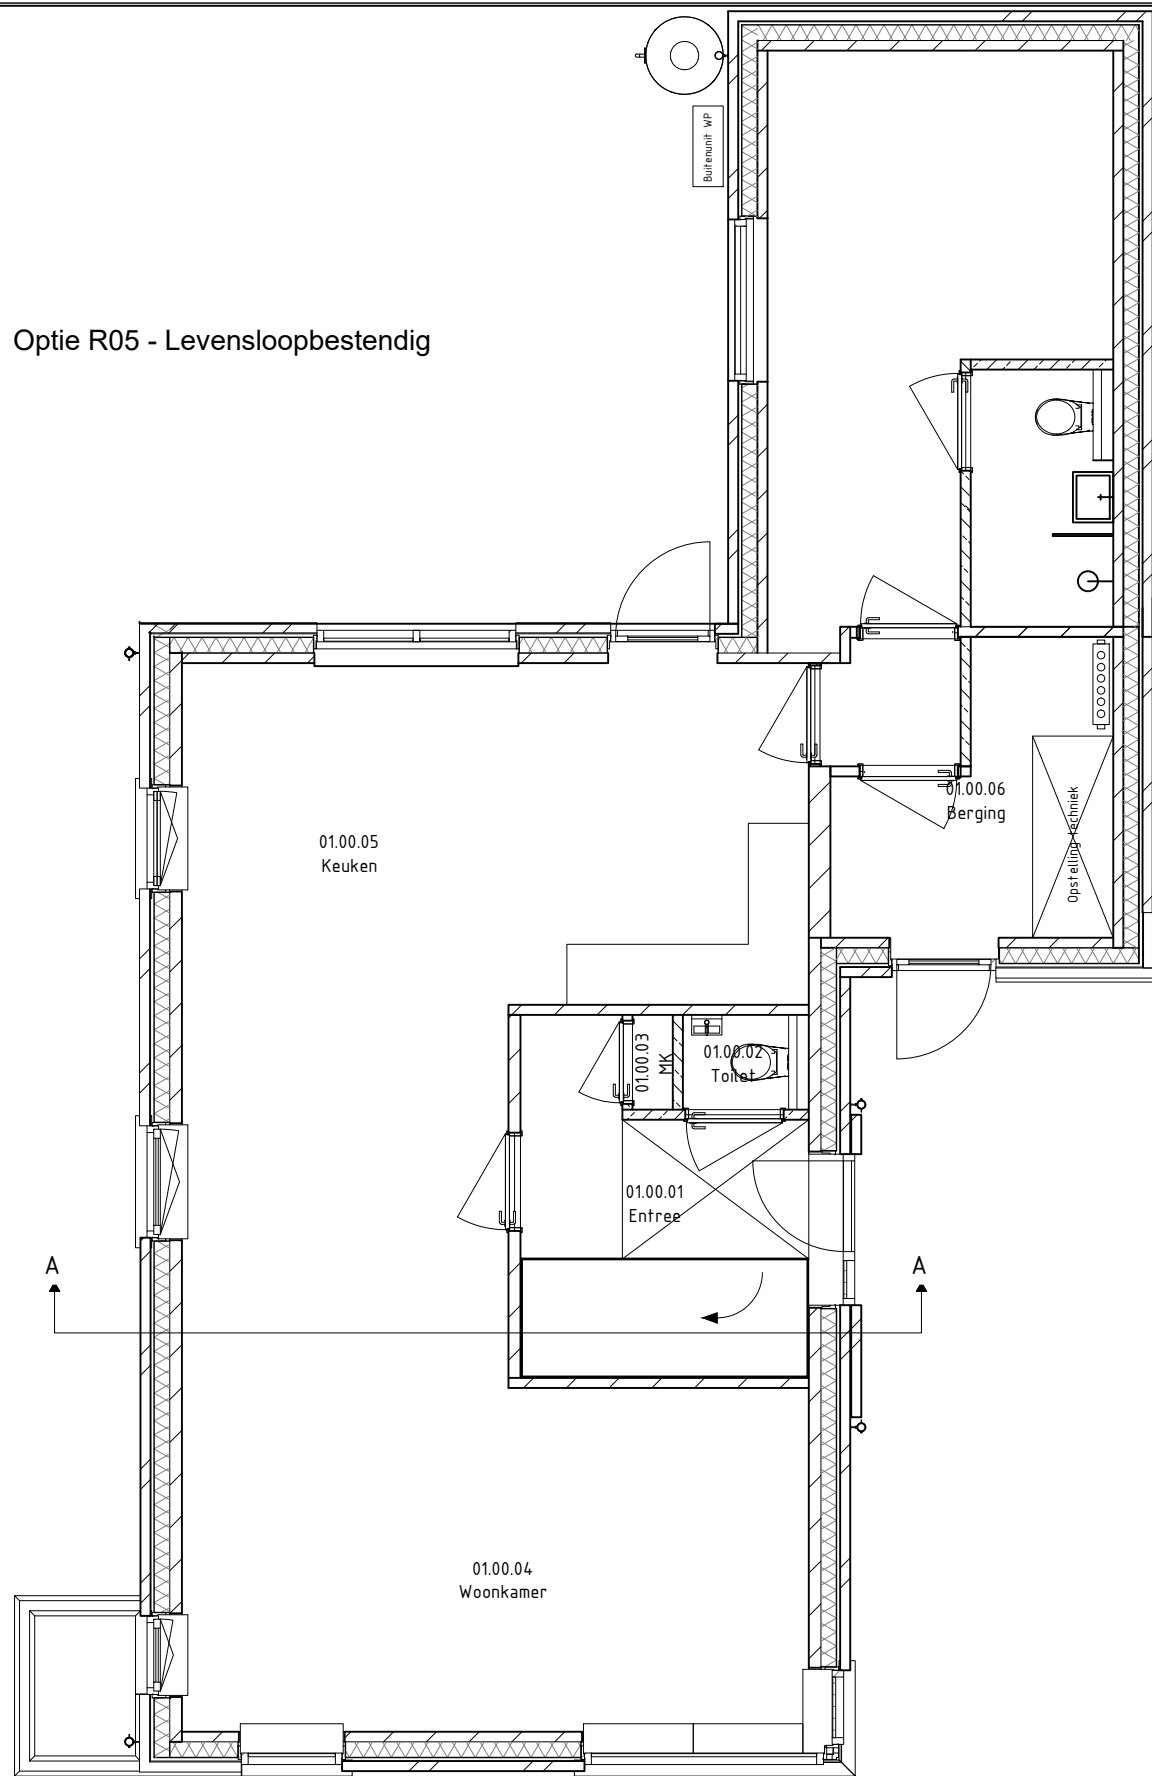 Buitenunit WP
Optie R05 - Levensloopbestendig
01.00.06
Berging
Opstelling techniek
01.00.05
Keuken
01.00.03
MK
01.00.02
Toilet
01.00.01
Entree
A
A
01.00.04
Woonkamer